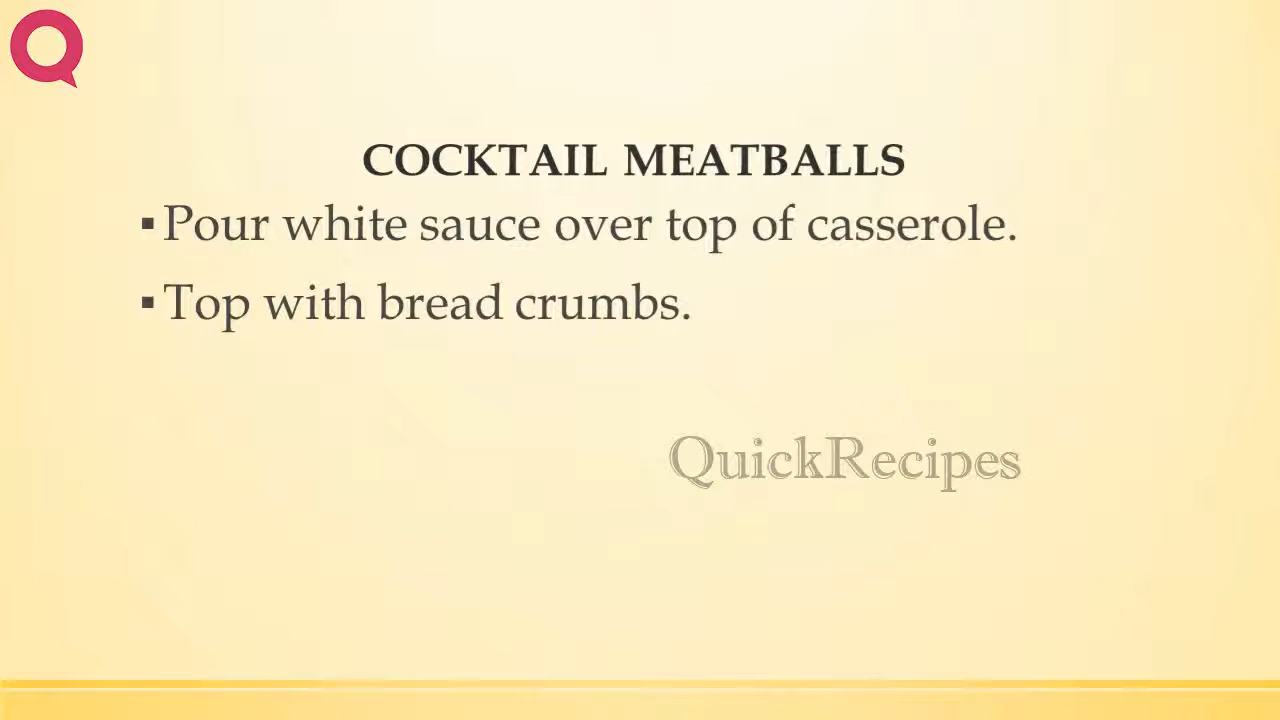 COCKTAIL MEATBALLS
▪Pour white sauce over top of casserole.
▪Top with bread crumbs.
QuickRecipes